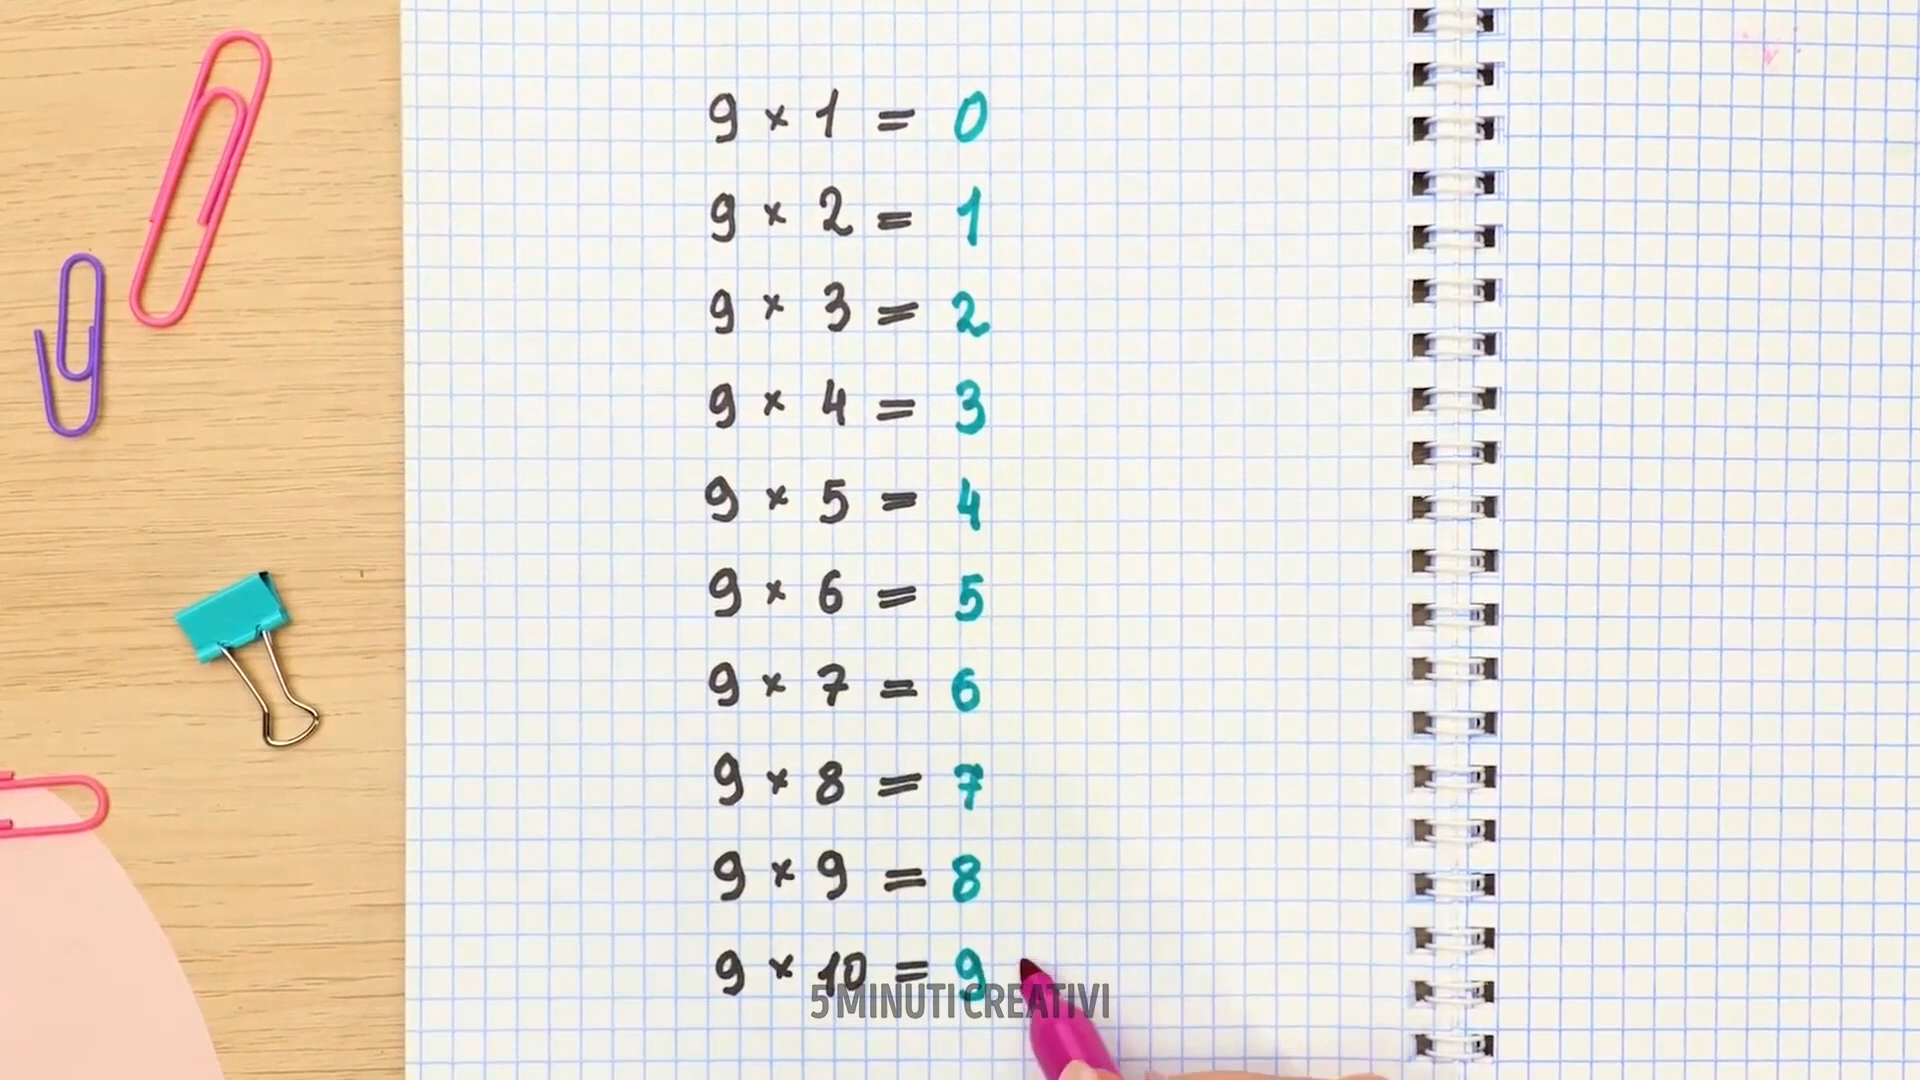 9 × 1 = 0
9 × 2 = 1
9 × 3 = 2
9 × 4 = 3
9 × 5 = 4
9 × 6 = 5
9 × 7 = 6
9 × 8 = 7
9 × 9 = 8
9 × 10 = 9
5 MINUTI CREATIVI